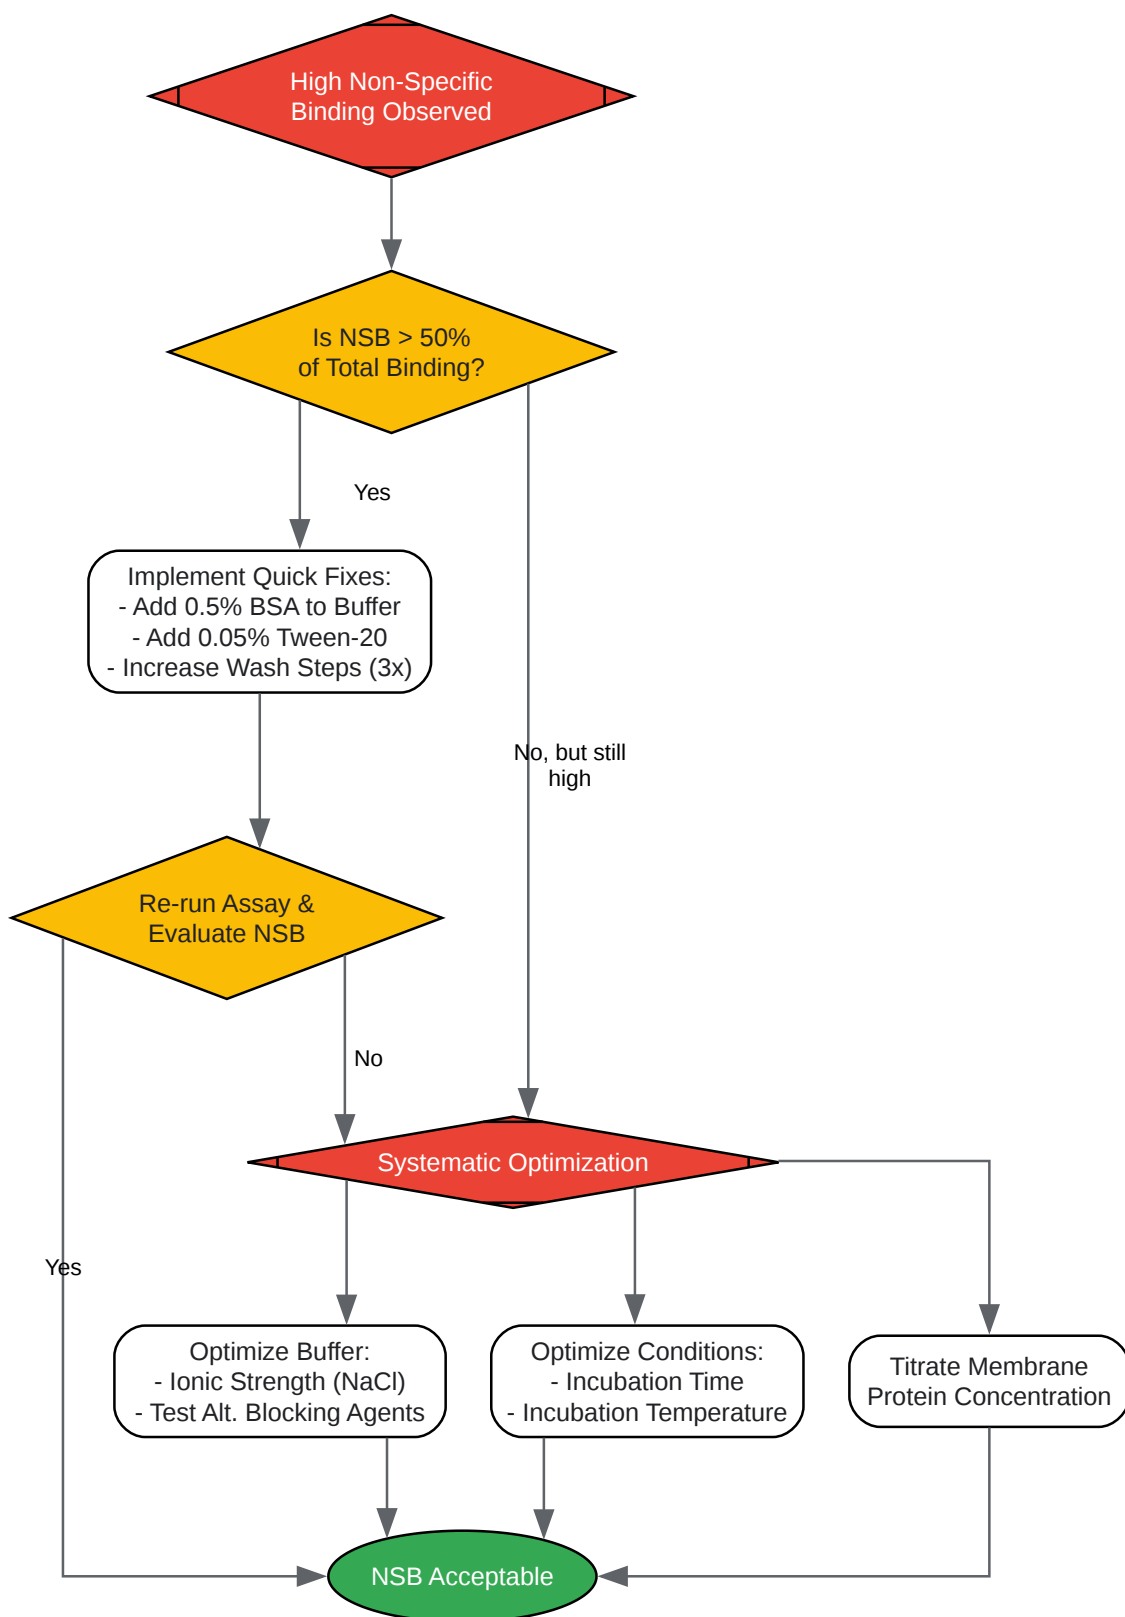 High Non-Specific
Binding Observed
Is NSB > 50%
of Total Binding?
Yes
Implement Quick Fixes:
- Add 0.5% BSA to Buffer
- Add 0.05% Tween-20
- Increase Wash Steps (3x)
No, but still
high
Re-run Assay &
Evaluate NSB
No
Systematic Optimization
Yes
Optimize Buffer:
- Ionic Strength (NaCl)
- Test Alt. Blocking Agents
Optimize Conditions:
- Incubation Time
- Incubation Temperature
Titrate Membrane
Protein Concentration
NSB Acceptable